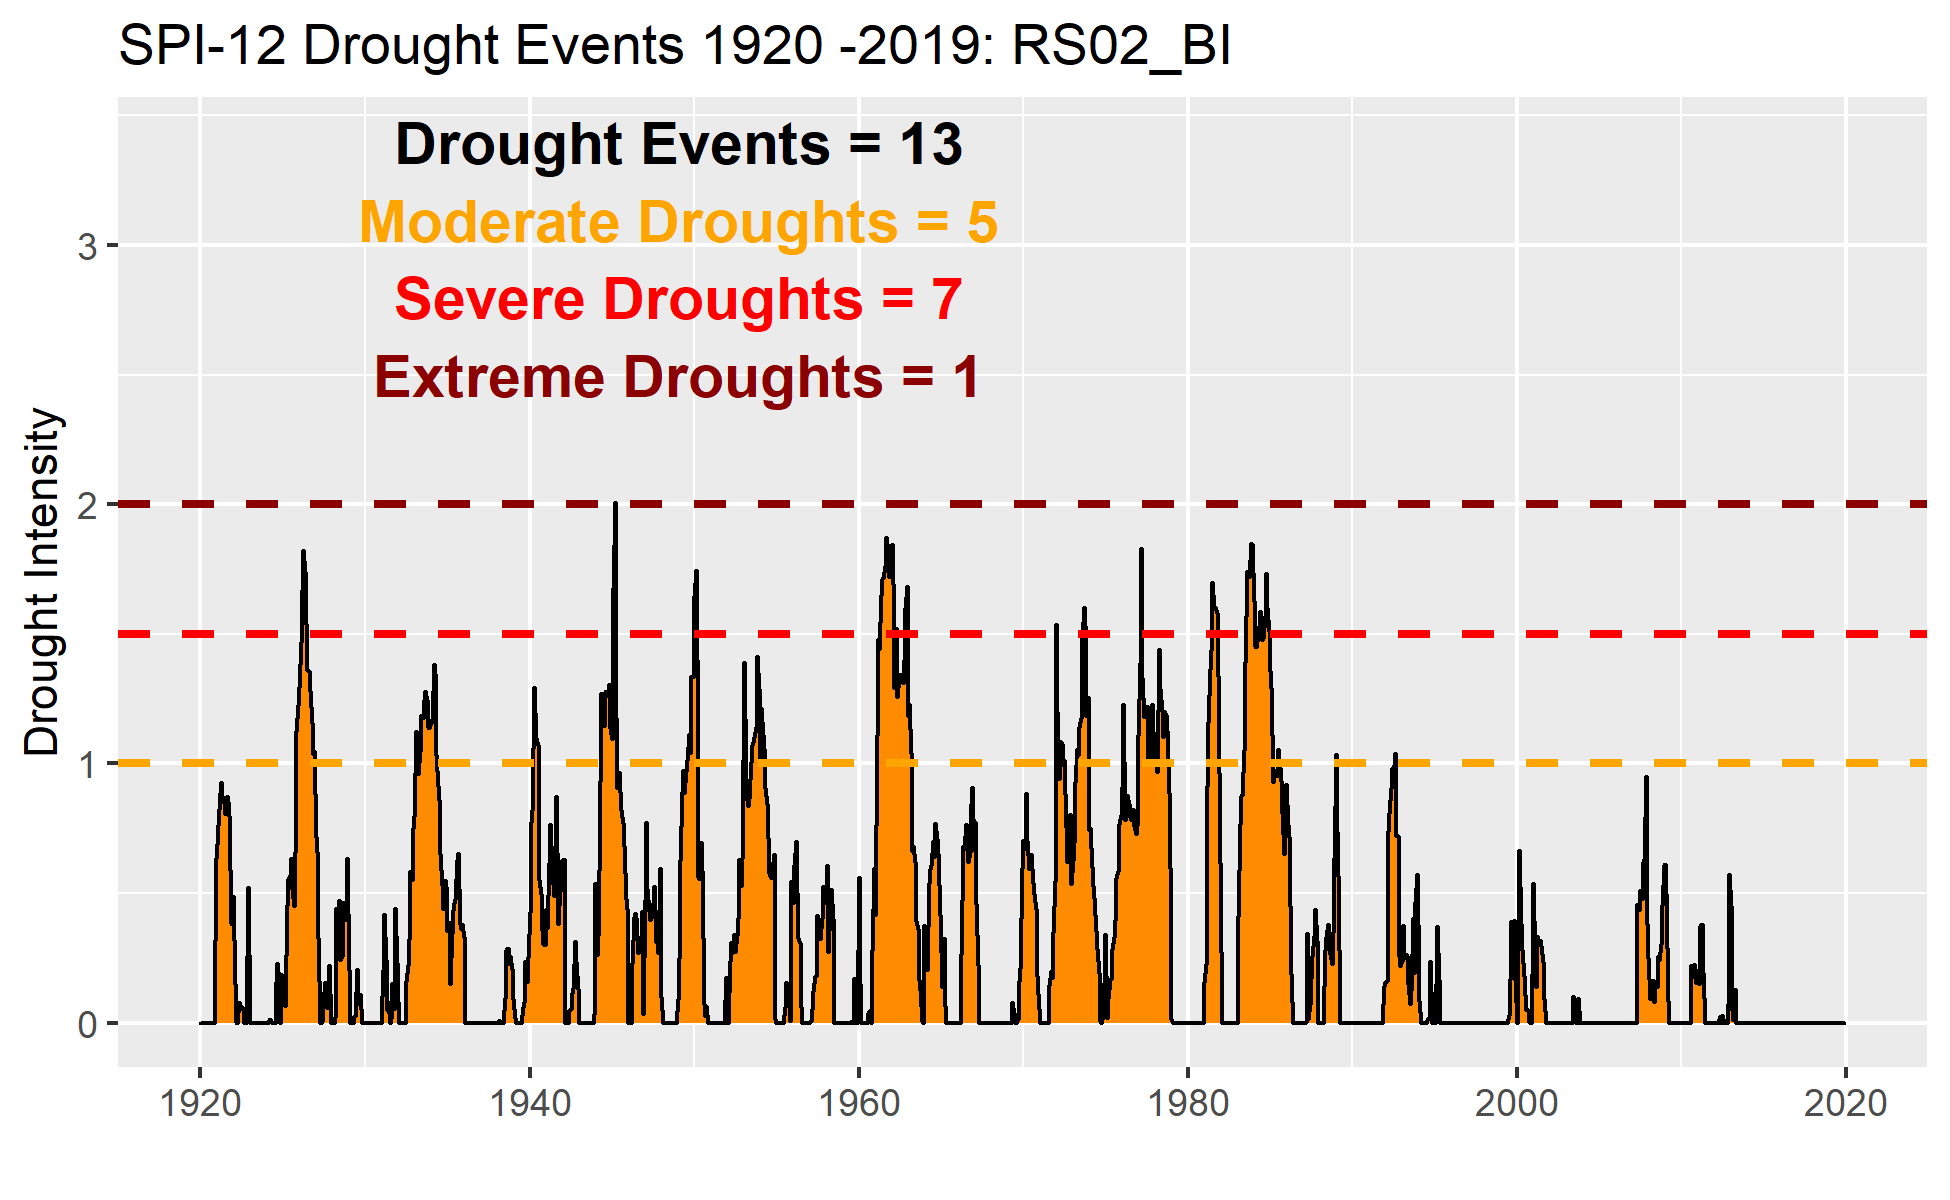 SPI-12 Drought Events 1920 -2019: RS02_BI
Drought Events = 13
Moderate Droughts = 5
Severe Droughts = 7
Extreme Droughts = 1
Drought Intensity
3
2
1
0
1920 1940 1960 1980 2000 2020